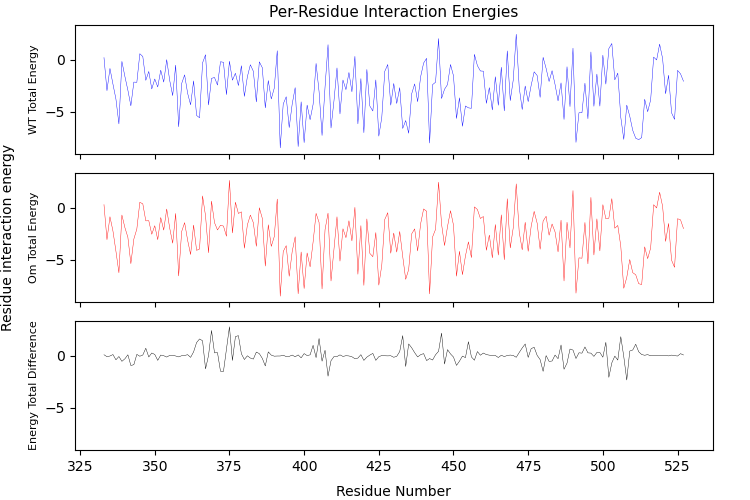 Per-Residue Interaction Energies
Residue interaction energy
WT Total Energy
0
−5
Om Total Energy
0
−5
Energy Total Difference
0
−5
325 350 375 400 425 450 475 500 525
Residue Number